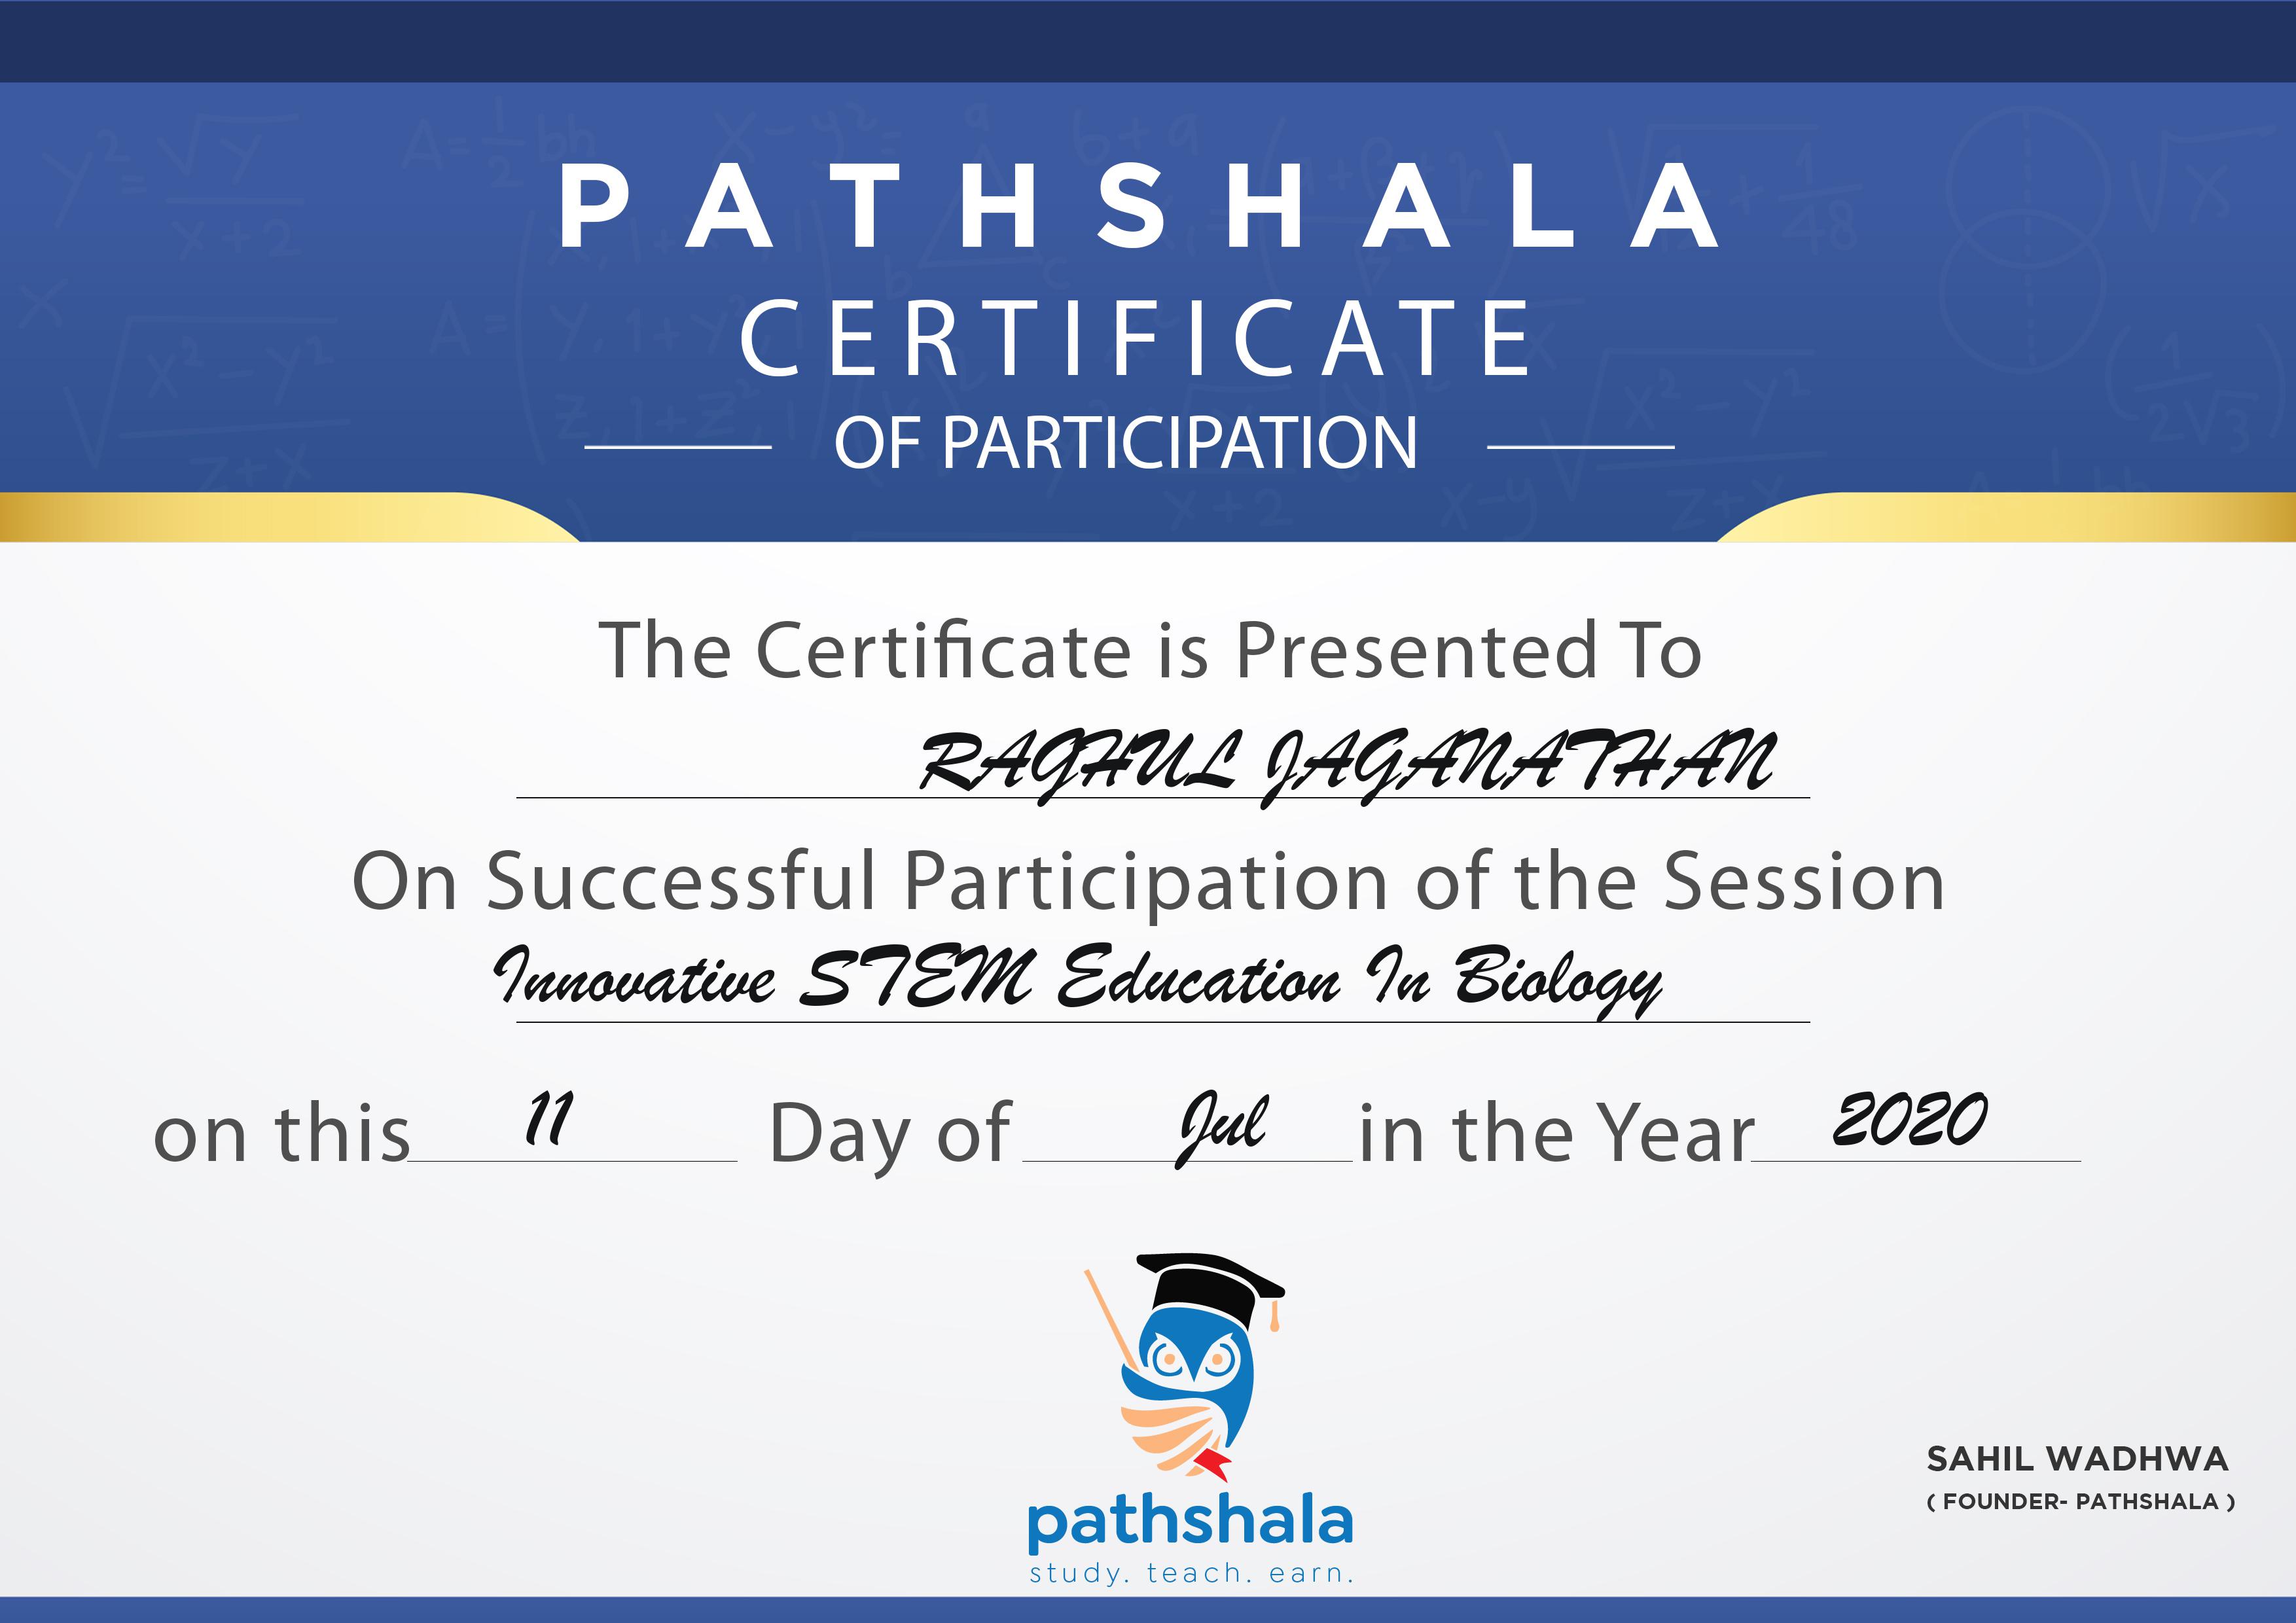 PATHSHALA
CERTIFICATE
OF PARTICIPATION
The Certificate is Presented To
RAGHUL JAGANATHAN
On Successful Participation of the Session
Innovative STEM Education In Biology
on this 11 Day of Jul in the Year 2020
SAHIL WADHWA
( FOUNDER- PATHSHALA )
pathshala
study. teach. earn.